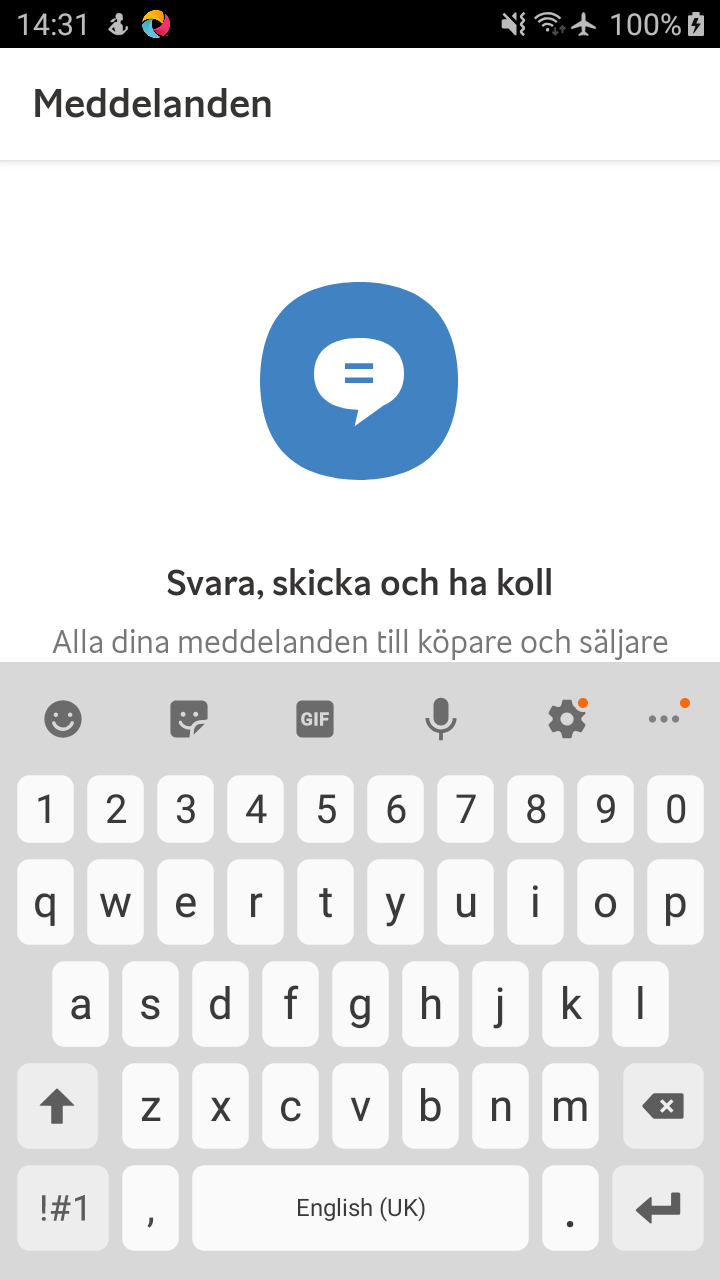 14:31 100%
Meddelanden
Svara, skicka och ha koll
Alla dina meddelanden till köpare och säljare
GIF
1 2 3 4 5 6 7 8 9 0
q w e r t y u i o p
a s d f g h j k l
z x c v b n m
!#1 , English (UK) .